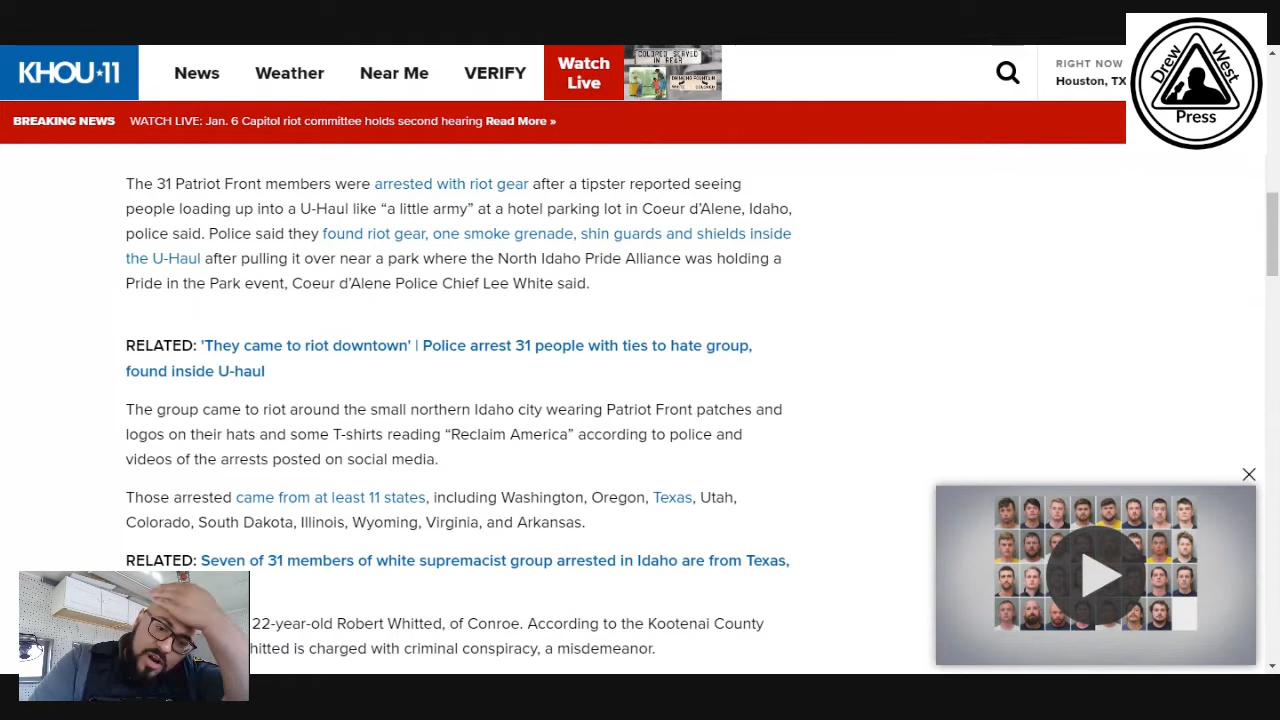 KHOU★11
News
Weather
Near Me
VERIFY
Watch
Live
COLORED SERVED
IN REAR
DRINKING FOUNTAIN
WHITE
COLORED
RIGHT NOW
Houston, TX
Drew West
Press
BREAKING NEWS
WATCH LIVE: Jan. 6 Capitol riot committee holds second hearing Read More »
The 31 Patriot Front members were arrested with riot gear after a tipster reported seeing
people loading up into a U-Haul like “a little army” at a hotel parking lot in Coeur d’Alene, Idaho,
police said. Police said they found riot gear, one smoke grenade, shin guards and shields inside
the U-Haul after pulling it over near a park where the North Idaho Pride Alliance was holding a
Pride in the Park event, Coeur d’Alene Police Chief Lee White said.
RELATED: 'They came to riot downtown' | Police arrest 31 people with ties to hate group,
found inside U-haul
The group came to riot around the small northern Idaho city wearing Patriot Front patches and
logos on their hats and some T-shirts reading “Reclaim America” according to police and
videos of the arrests posted on social media.
Those arrested came from at least 11 states, including Washington, Oregon, Texas, Utah,
Colorado, South Dakota, Illinois, Wyoming, Virginia, and Arkansas.
RELATED: Seven of 31 members of white supremacist group arrested in Idaho are from Texas,
22-year-old Robert Whitted, of Conroe. According to the Kootenai County
hitted is charged with criminal conspiracy, a misdemeanor.